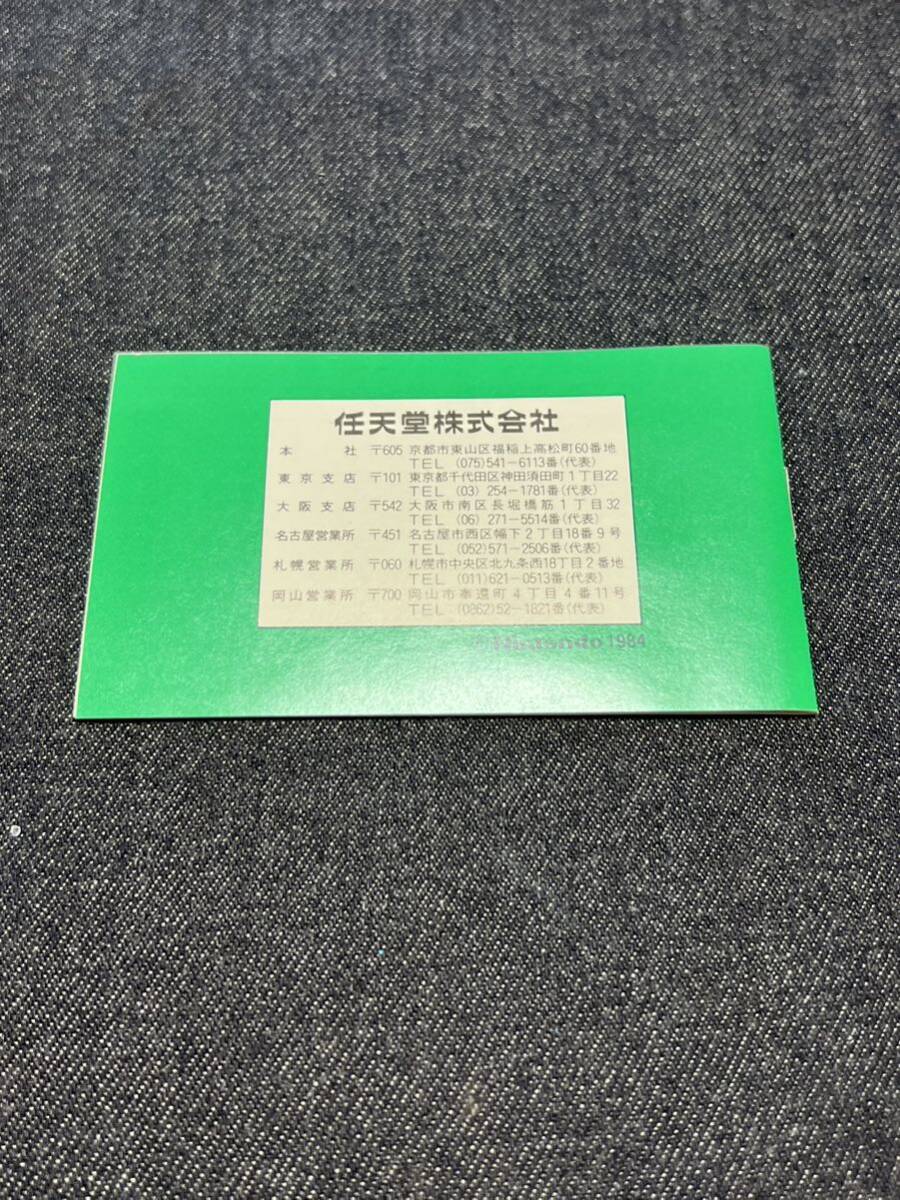 任天堂株式会社
本社 〒605 京都市東山区福稲上高松町60番地
TEL (075)541-6113番(代表)
東京支店 〒101 東京都千代田区神田須田町1丁目22
TEL (03) 254-1781番(代表)
大阪支店 〒542 大阪市南区長堀橋筋1丁目32
TEL (06) 271-5514番(代表)
名古屋営業所 〒451 名古屋市西区幅下2丁目18番9号
TEL (052)571-2506番(代表)
札幌営業所 〒060 札幌市中央区北九条西18丁目2番地
TEL (011)621-0513番(代表)
岡山営業所 〒700 岡山市奉還町4丁目4番11号
TEL (0862)52-1821番(代表)
© Nintendo 1984